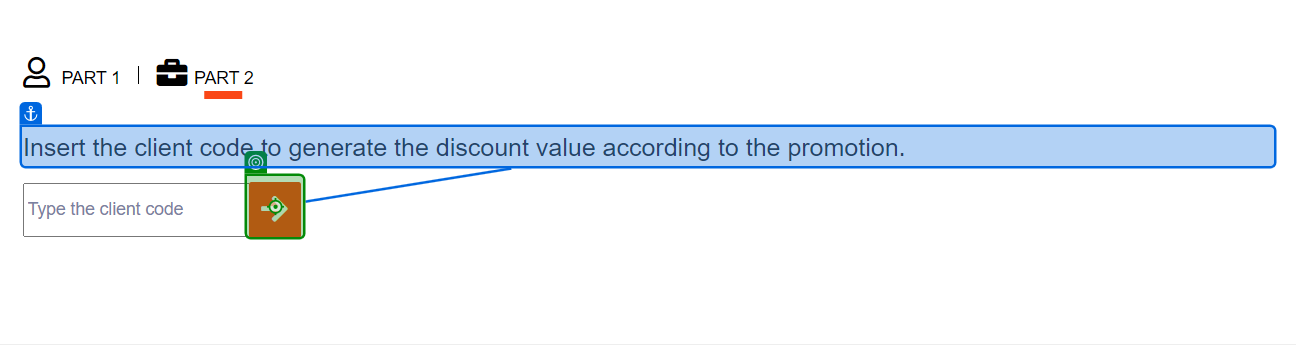 PART 1 | PART 2
Insert the client code to generate the discount value according to the promotion.
Type the client code